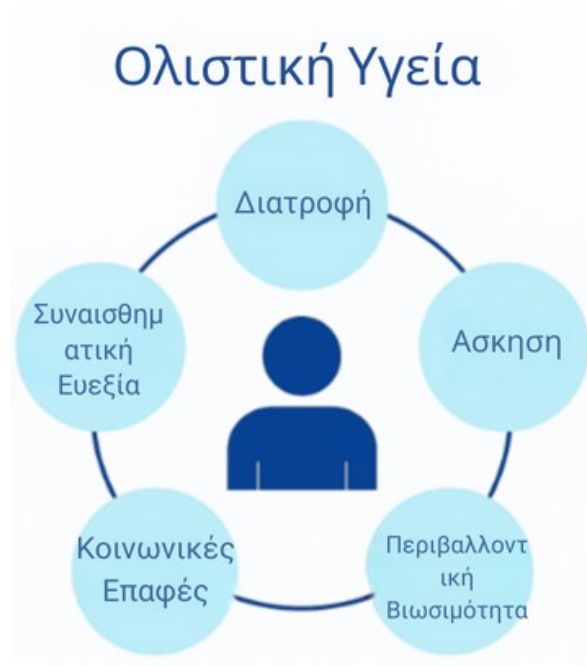 Ολιστική Υγεία
Διατροφή
Συναισθημ
ατική
Ευεξία
Ασκηση
Κοινωνικές
Επαφές
Περιβαλλοντ
ική
Βιωσιμότητα